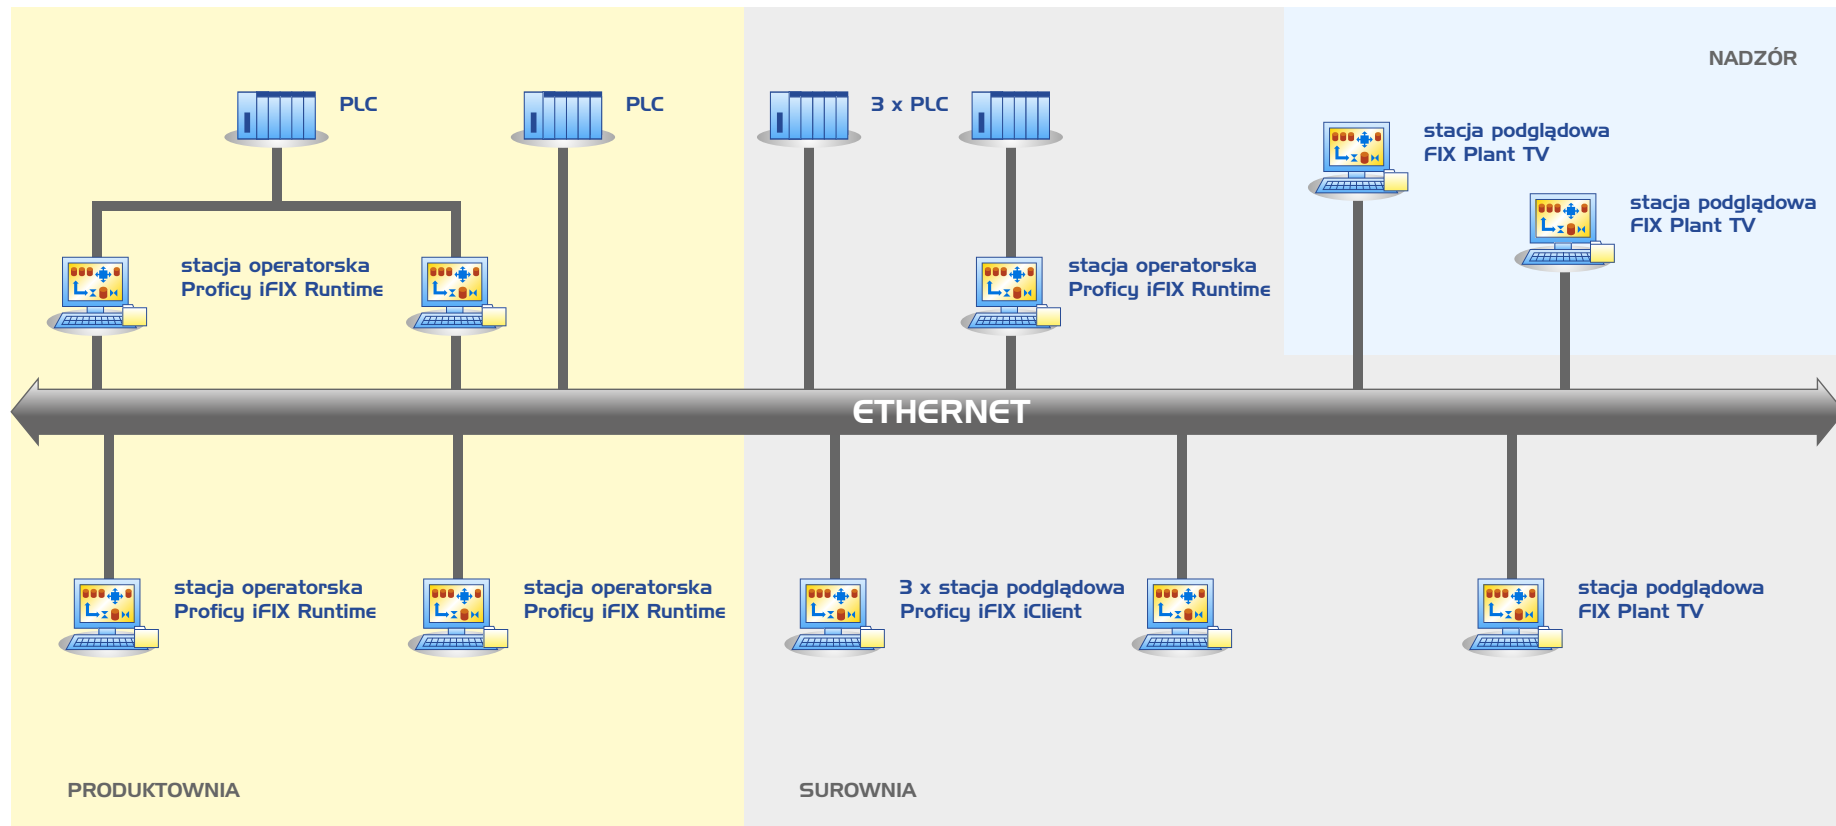 NADZÓR
PLC
PLC
3 x PLC
stacja podglądowa
FIX Plant TV
stacja podglądowa
FIX Plant TV
stacja operatorska
Proficy iFIX Runtime
stacja operatorska
Proficy iFIX Runtime
ETHERNET
stacja operatorska
Proficy iFIX Runtime
stacja operatorska
Proficy iFIX Runtime
3 x stacja podglądowa
Proficy iFIX iClient
stacja podglądowa
FIX Plant TV
PRODUKTOWNIA
SUROWNIA